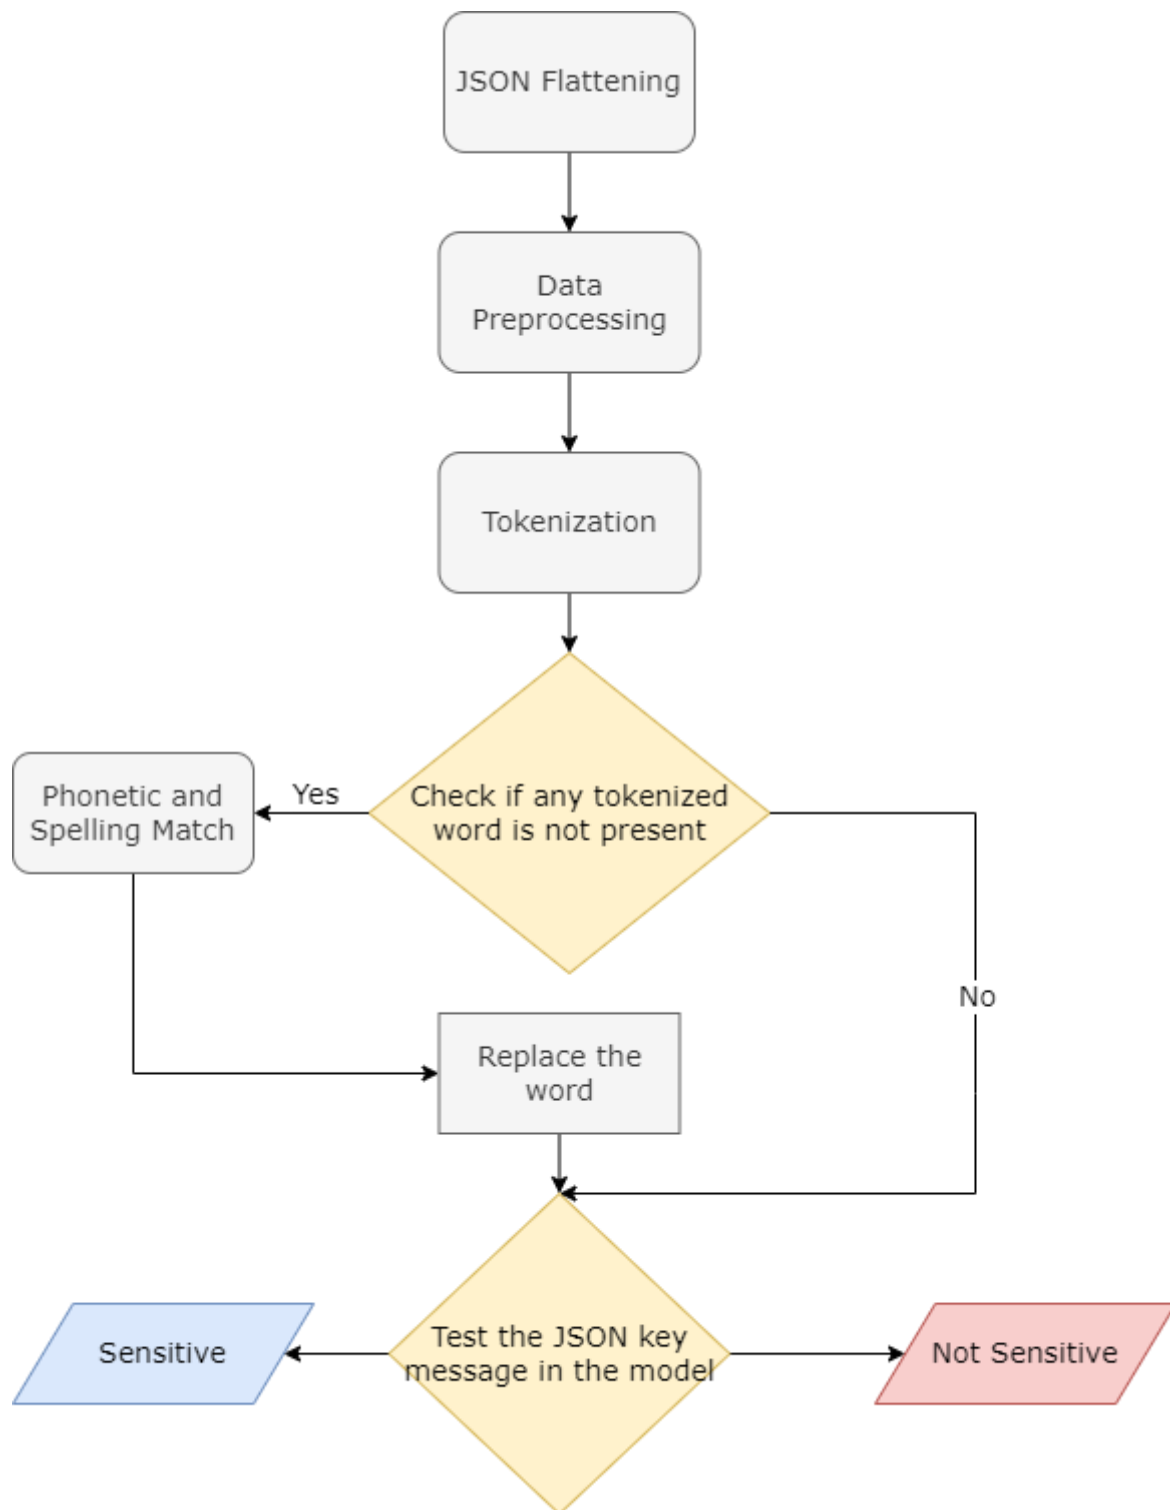 JSON Flattening
Data
Preprocessing
Tokenization
Check if any tokenized
word is not present
Yes
Phonetic and
Spelling Match
No
Replace the
word
Test the JSON key
message in the model
Sensitive
Not Sensitive